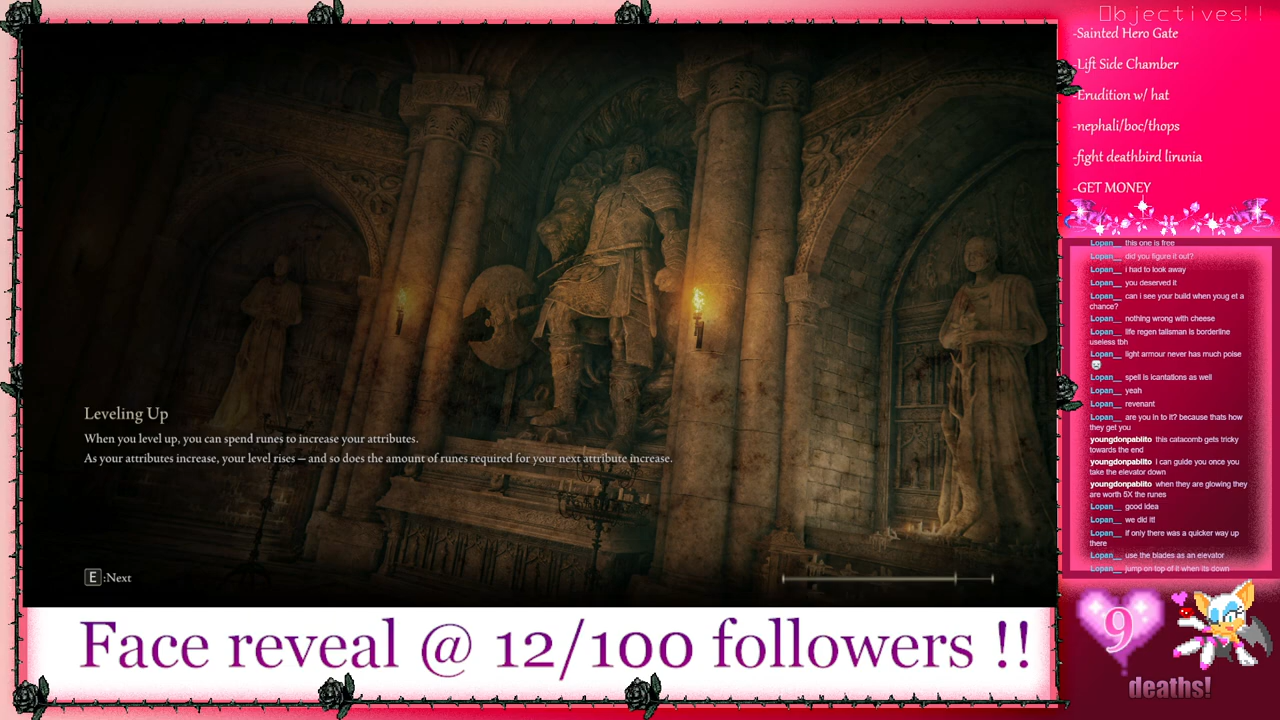 Objectives!!
-Sainted Hero Gate
-Lift Side Chamber
-Erudition w/ hat
-nephali/boc/thops
-fight deathbird lirunia
-GET MONEY
Lopan__ this one is free
Lopan__ did you figure it out?
Lopan__ i had to look away
Lopan__ you deserved it
Lopan__ can i see your build when youg et a
chance?
Lopan__ nothing wrong with cheese
Lopan__ life regen talisman is borderline
useless tbh
Lopan__ light armour never has much poise
Lopan__ spell is icantations as well
Lopan__ yeah
Lopan__ revenant
Lopan__ are you in to it? because thats how
they get you
youngdonpabiito this catacomb gets tricky
towards the end
youngdonpabiito I can guide you once you
take the elevator down
youngdonpabiito when they are glowing they
are worth 5X the runes
Lopan__ good idea
Lopan__ we did it!
Lopan__ if only there was a quicker way up
there
Lopan__ use the blades as an elevator
Lopan__ jump on top of it when its down
Leveling Up
When you level up, you can spend runes to increase your attributes.
As your attributes increase, your level rises – and so does the amount of runes required for your next attribute increase.
E:Next
Face reveal @ 12/100 followers !!
9
deaths!